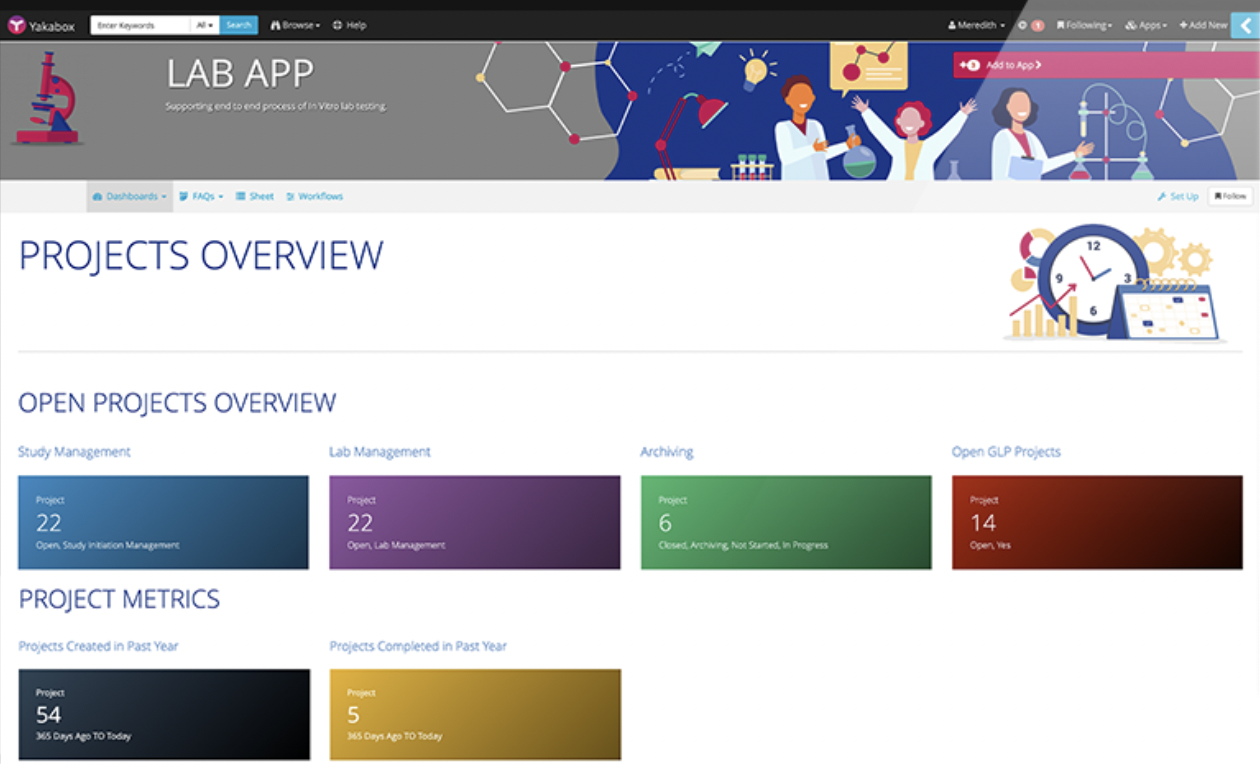 Yakabox Enter Keywords All Search Browse Help Meredith 1 Following Apps Add New
LAB APP
Supporting end to end process of In Vitro lab testing.
3 Add to App
Dashboards FAQs Sheet Workflows Set Up Follow
PROJECTS OVERVIEW
12
9 3
6
OPEN PROJECTS OVERVIEW
Study Management Lab Management Archiving Open GLP Projects
Project Project Project Project
22 22 6 14
Open, Study Initiation Management Open, Lab Management Closed, Archiving, Not Started, In Progress Open, Yes
PROJECT METRICS
Projects Created in Past Year Projects Completed in Past Year
Project Project
54 5
365 Days Ago TO Today 365 Days Ago TO Today